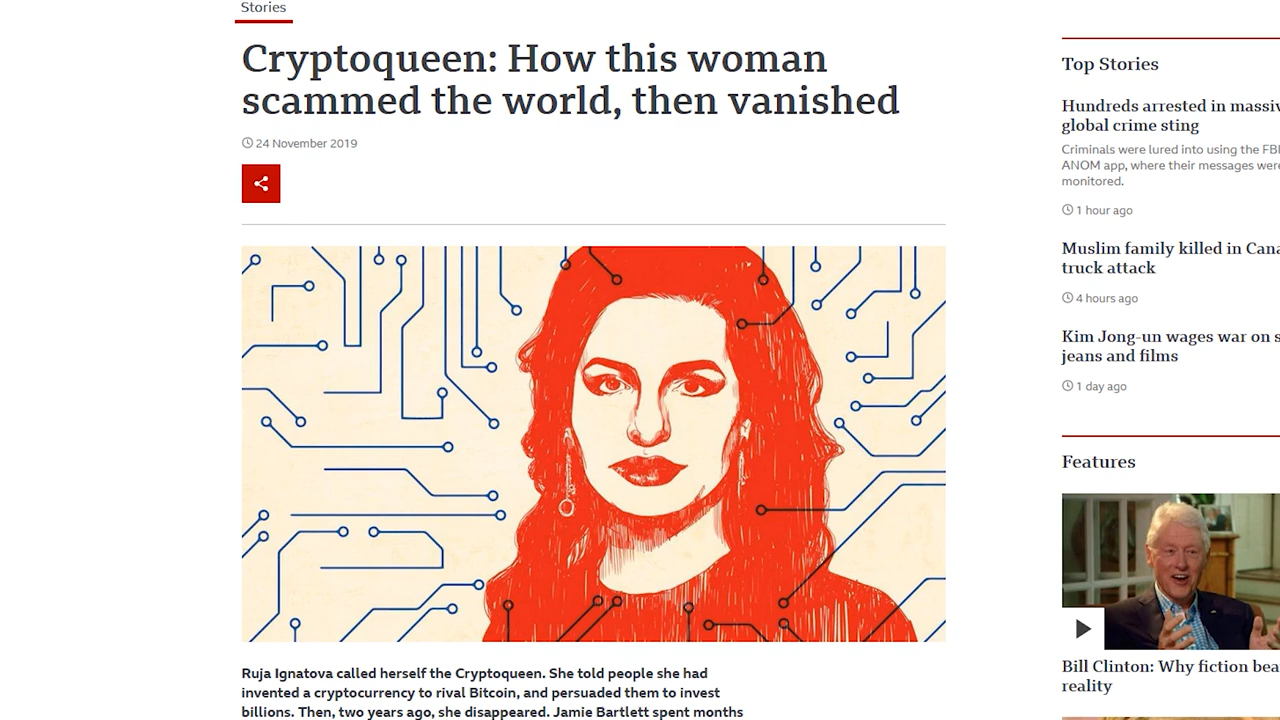 Stories
Cryptoqueen: How this woman
scammed the world, then vanished
24 November 2019
Ruja Ignatova called herself the Cryptoqueen. She told people she had
invented a cryptocurrency to rival Bitcoin, and persuaded them to invest
billions. Then, two years ago, she disappeared. Jamie Bartlett spent months
Top Stories
Hundreds arrested in massiv
global crime sting
Criminals were lured into using the FBI
ANOM app, where their messages were
monitored.
1 hour ago
Muslim family killed in Cana
truck attack
4 hours ago
Kim Jong-un wages war on s
jeans and films
1 day ago
Features
Bill Clinton: Why fiction bea
reality